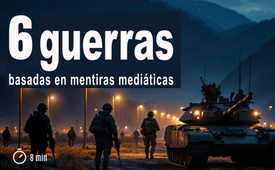 6 guerras
basadas en mentiras mediáticas
8 min